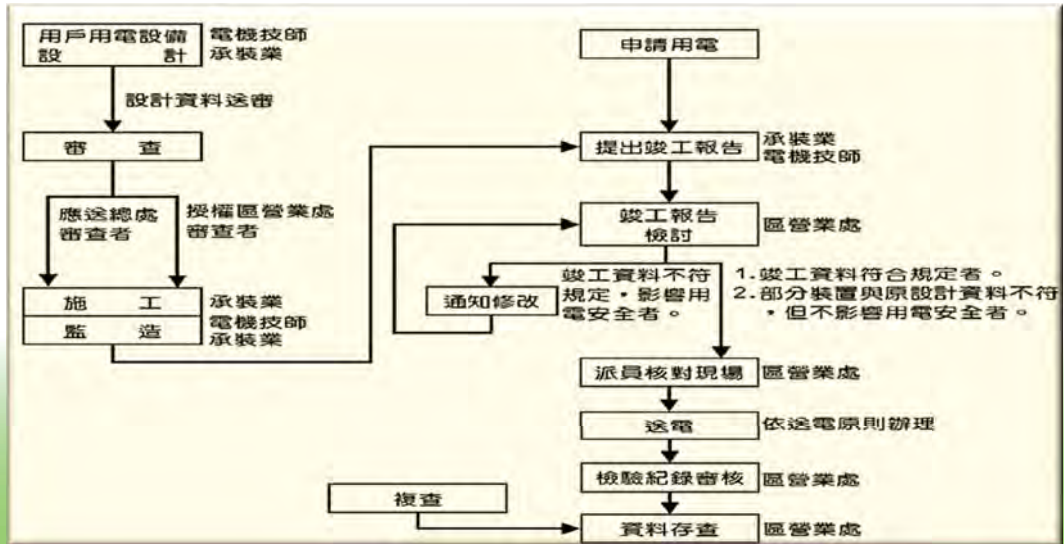 用戶用電設備
設計
電機技師
承裝業
設計資料送審
審查
應送總處
審查者
授權區營業處
審查者
施工
承裝業
監造
電機技師
承裝業
申請用電
提出竣工報告
承裝業
電機技師
竣工報告
檢討
區營業處
通知修改
竣工資料不符
規定，影響用
電安全者。
1.竣工資料符合規定者。
2.部分裝置與原設計資料不符
，但不影響用電安全者。
派員核對現場
區營業處
送電
依送電原則辦理
檢驗紀錄審核
區營業處
複查
資料存查
區營業處